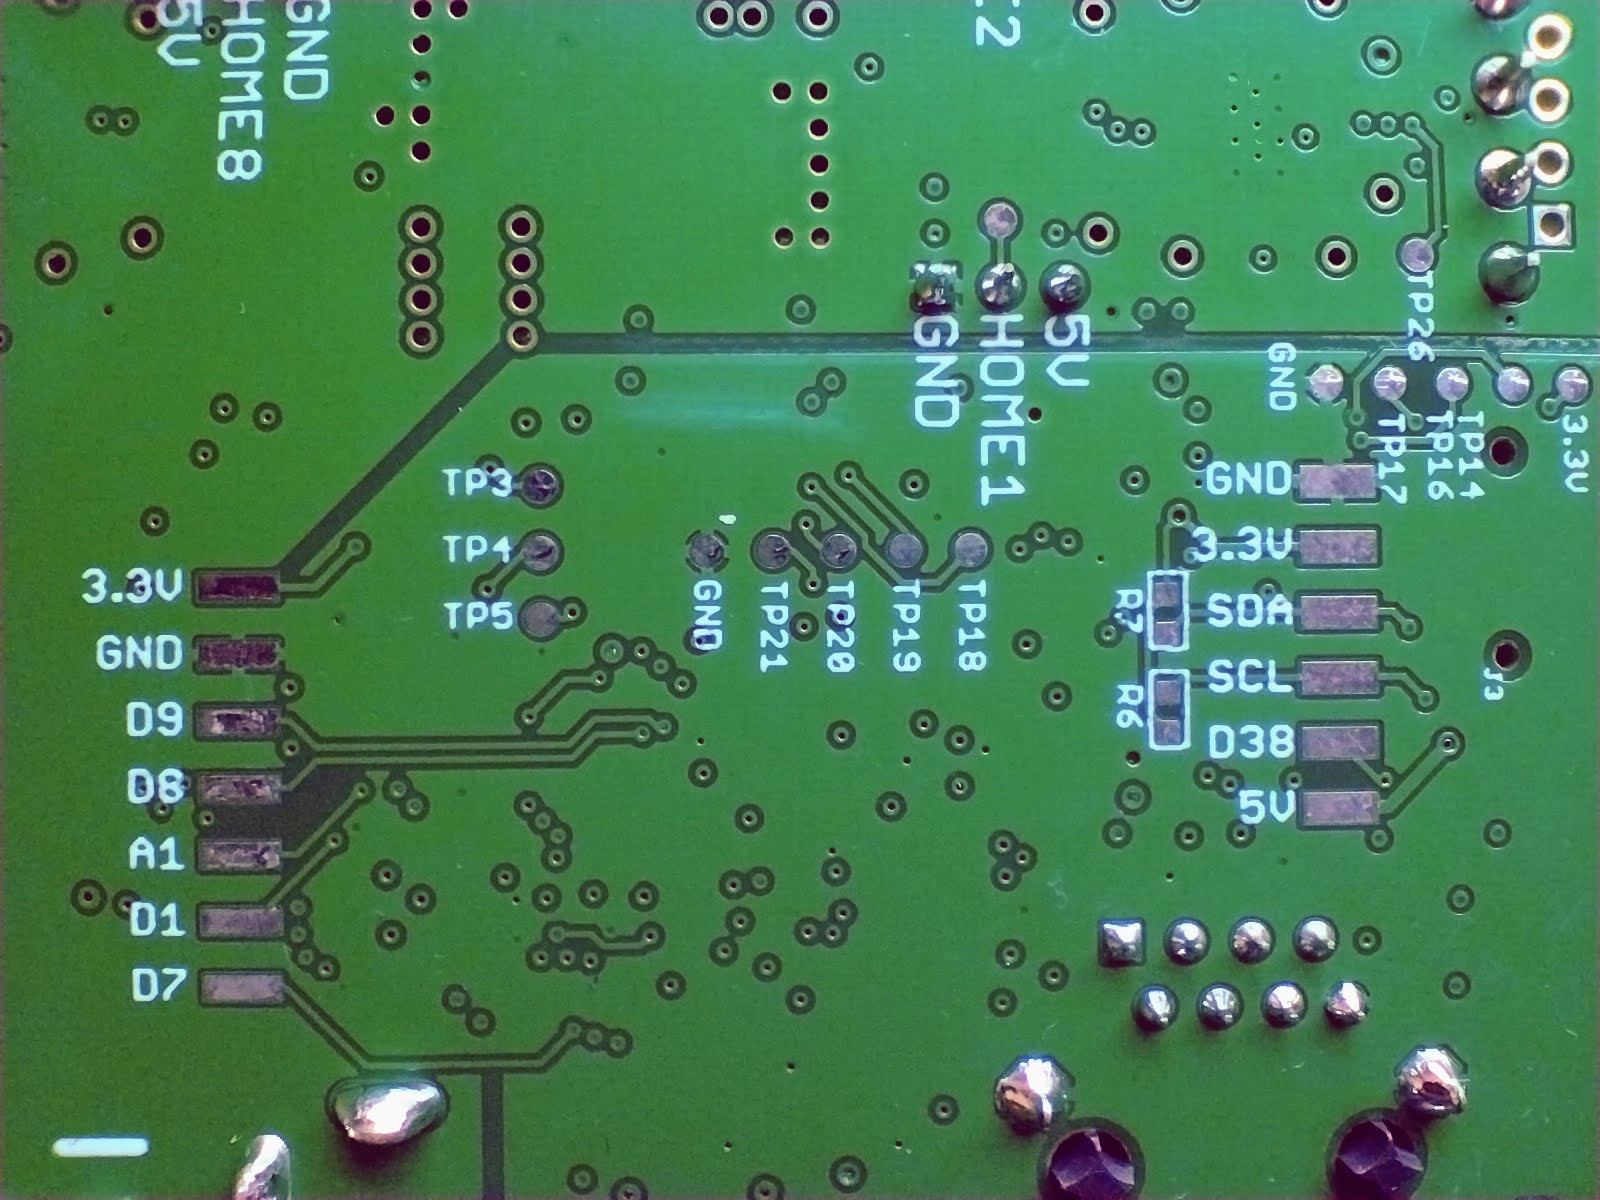 5V
HOME8
GND
GND
HOME1
5V
TP26
GND
TP17
TP16
TP14
3.3V
TP3
TP4
TP5
GND
TP21
TP20
TP19
TP18
GND
3.3V
SDA
SCL
D38
5V
R7
R6
J3
3.3V
GND
D9
D8
A1
D1
D7